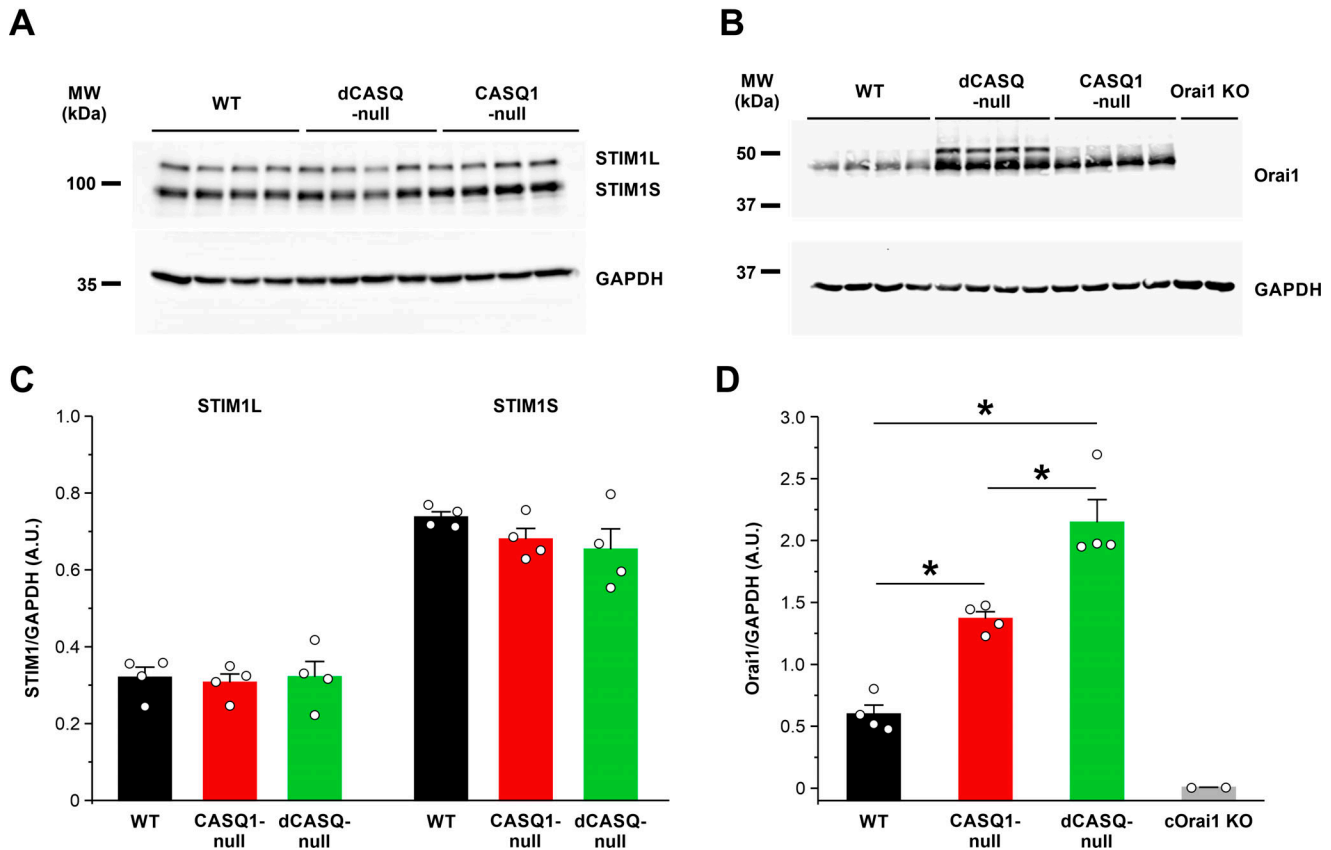 A
MW
(kDa)
WT
dCASQ
-null
CASQ1
-null
100
STIM1L
STIM1S
35
GAPDH
B
MW
(kDa)
WT
dCASQ
-null
CASQ1
-null
Orai1 KO
50
37
Orai1
37
GAPDH
C
STIM1L
STIM1S
STIM1/GAPDH (A.U.)
1.0
0.8
0.6
0.4
0.2
0
WT
CASQ1-
null
dCASQ-
null
WT
CASQ1-
null
dCASQ-
null
D
Orai1/GAPDH (A.U.)
3.0
2.5
2.0
1.5
1.0
0.5
0
*
*
*
WT
CASQ1-
null
dCASQ-
null
cOrai1 KO